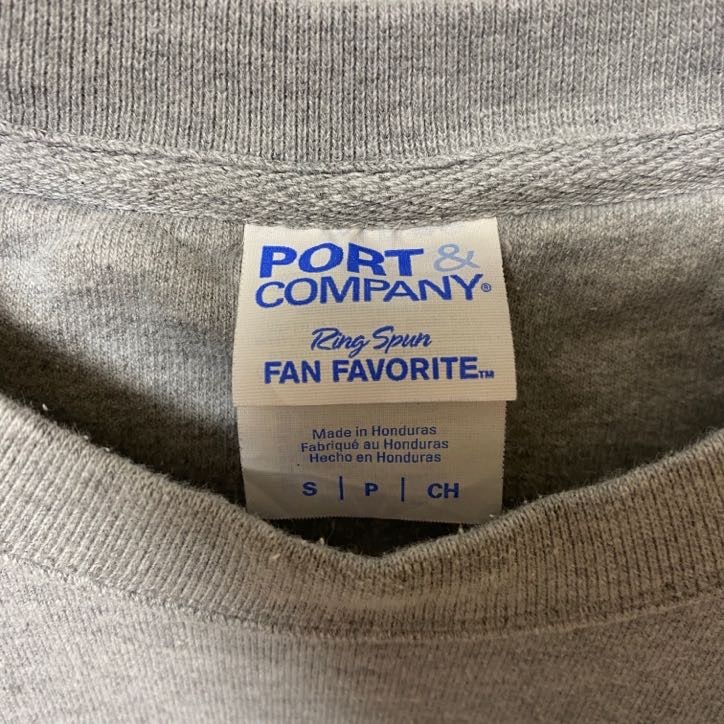 PORT &
COMPANY®
Ring Spun
FAN FAVORITE™
Made in Honduras
Fabriqué au Honduras
Hecho en Honduras
S | P | CH